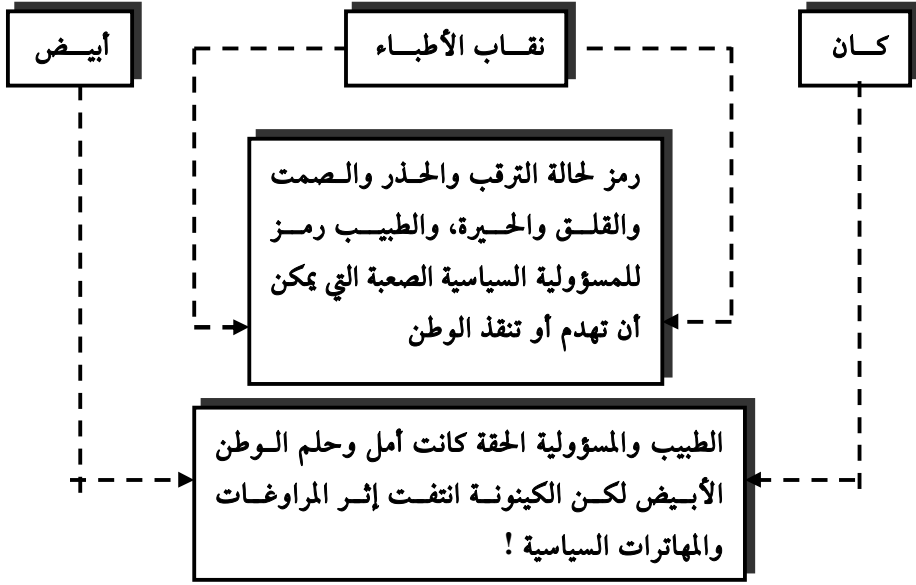 كان
نقاب الأطباء
أبيض
رمز لحالة الترقب والحذر والصمت
والقلق والحيرة، والطبيب رمز
للمسؤولية السياسية الصعبة التي يمكن
أن تهدم أو تنقذ الوطن
الطبيب والمسؤولية الحقة كانت أمل وحلم الوطن
الأبيض لكن الكينونة انتفت إثر المراوغات
والمهاترات السياسية !